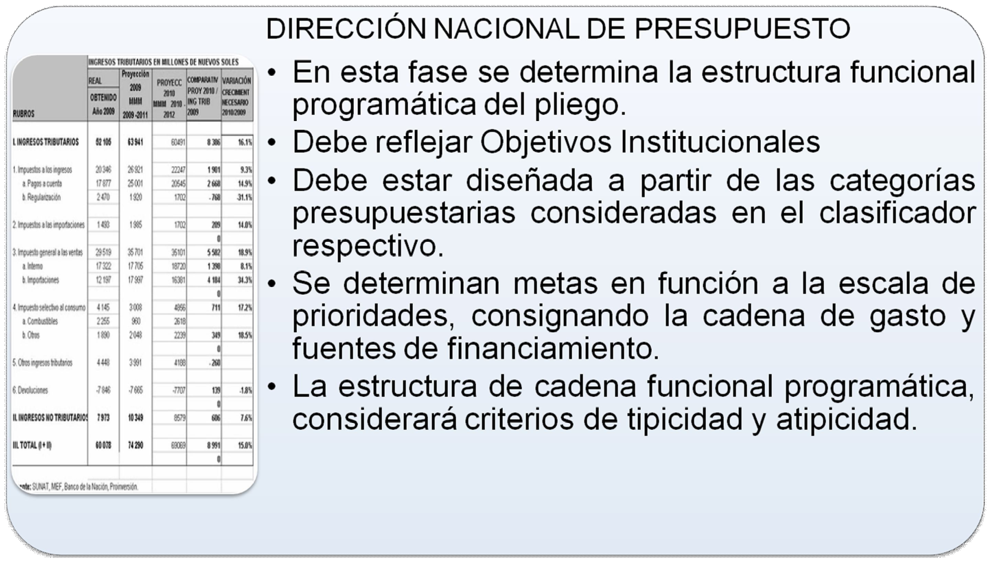 DIRECCIÓN NACIONAL DE PRESUPUESTO
INGRESOS TRIBUTARIOS EN MILLONES DE NUEVOS SOLES
RUBROS
REAL
OBTENIDO
Año 2009
Proyección
2009
MMM
2009-2011
PROYECC
2010
MMM 2010 -
2012
COMPARATIV
PROY 2010 /
ING TRIB
2009
VARIACIÓN
CRECIMIENT
NECESARIO
2010/2009
I. INGRESOS TRIBUTARIOS 52 105 63 941 60491 8 386 16.1%
1. Impuestos a los ingresos 20 346 26 921 22247 1 901 9.3%
a. Pagos a cuenta 17 877 25 001 20545 2 668 14.9%
b. Regularización 2 470 1 920 1702 - 768 -31.1%
2. Impuestos a las importaciones 1 493 1 985 1702 209 14.0%
0
3. Impuesto general a las ventas 29 519 35 701 35101 5 582 18.9%
a. Interno 17 322 17 705 18720 1 398 8.1%
b. Importaciones 12 197 17 997 16381 4 184 34.3%
0
4. Impuesto selectivo al consumo 4 145 3 008 4856 711 17.2%
a. Combustibles 2 255 960 2618
b. Otros 1 890 2 048 2239 349 18.5%
0
5. Otros ingresos tributarios 4 448 3 991 4188 - 260
6. Devoluciones -7 846 -7 665 -7707 139 -1.8%
0
II. INGRESOS NO TRIBUTARIOS 7 973 10 349 8579 606 7.6%
III. TOTAL (I + II) 60 078 74 290 69069 8 991 15.0%
0
SUNAT, MEF, Banco de la Nación, Proinversión.
• En esta fase se determina la estructura funcional
programática del pliego.
• Debe reflejar Objetivos Institucionales
• Debe estar diseñada a partir de las categorías
presupuestarias consideradas en el clasificador
respectivo.
• Se determinan metas en función a la escala de
prioridades, consignando la cadena de gasto y
fuentes de financiamiento.
• La estructura de cadena funcional programática,
considerará criterios de tipicidad y atipicidad.